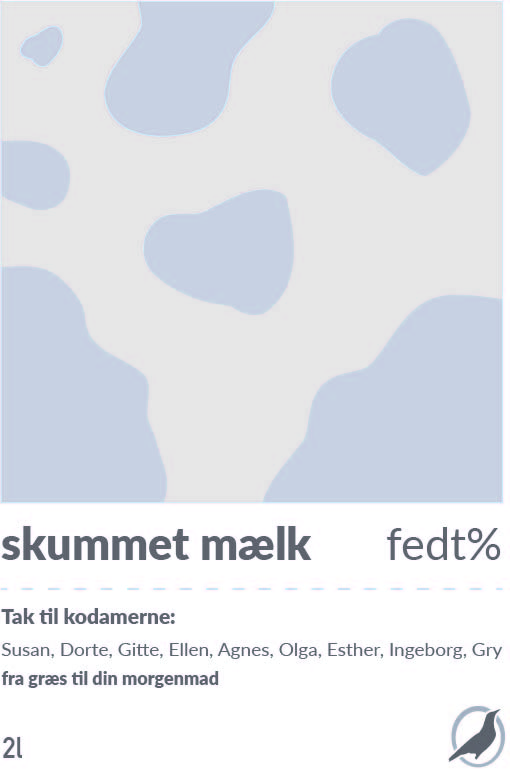 skummet mælk fedt%
Tak til kodamerne:
Susan, Dorte, Gitte, Ellen, Agnes, Olga, Esther, Ingeborg, Gry
fra græs til din morgenmad
2l